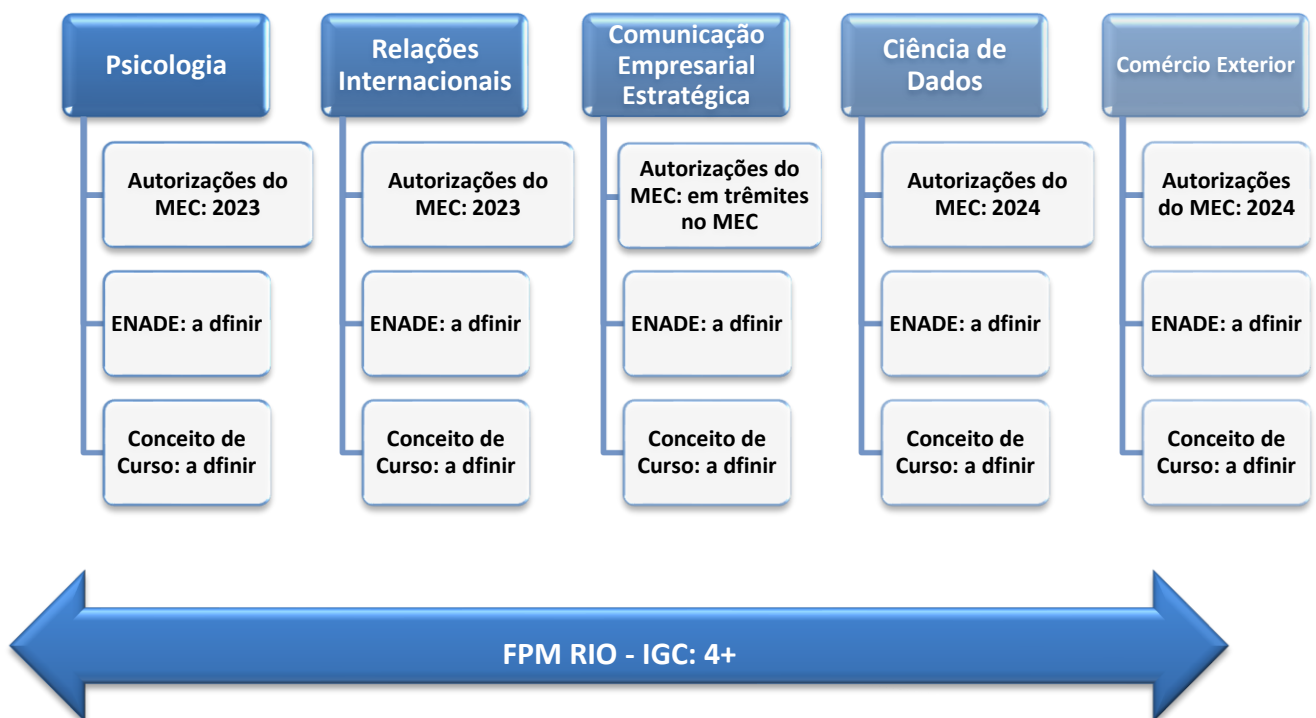 Psicologia
Autorizações do
MEC: 2023
ENADE: a dfinir
Conceito de
Curso: a dfinir
Relações
Internacionais
Autorizações do
MEC: 2023
ENADE: a dfinir
Conceito de
Curso: a dfinir
Comunicação
Empresarial
Estratégica
Autorizações do
MEC: em trêmites
no MEC
ENADE: a dfinir
Conceito de
Curso: a dfinir
Ciência de
Dados
Autorizações do
MEC: 2024
ENADE: a dfinir
Conceito de
Curso: a dfinir
Comércio Exterior
Autorizações
do MEC: 2024
ENADE: a dfinir
Conceito de
Curso: a dfinir
FPM RIO - IGC: 4+